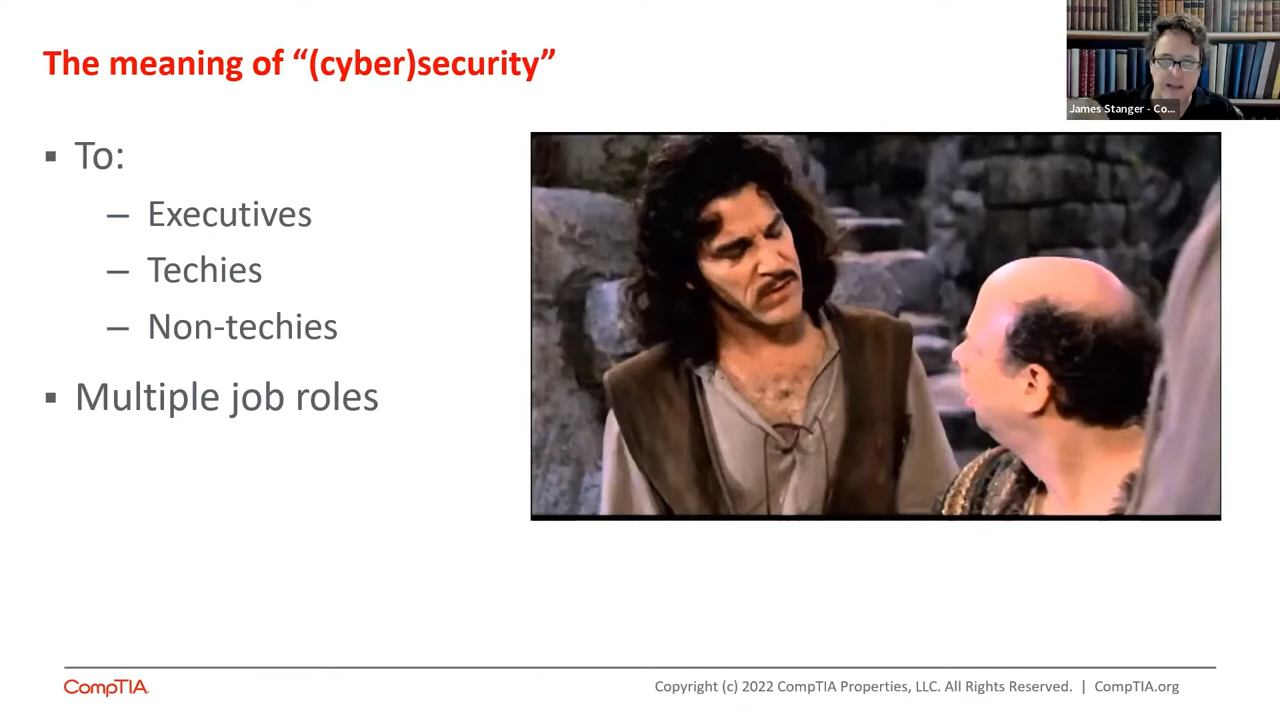 The meaning of “(cyber)security”
James Stanger - Co...
▪ To:
– Executives
– Techies
– Non-techies
▪ Multiple job roles
CompTIA
Copyright (c) 2022 CompTIA Properties, LLC. All Rights Reserved. | CompTIA.org